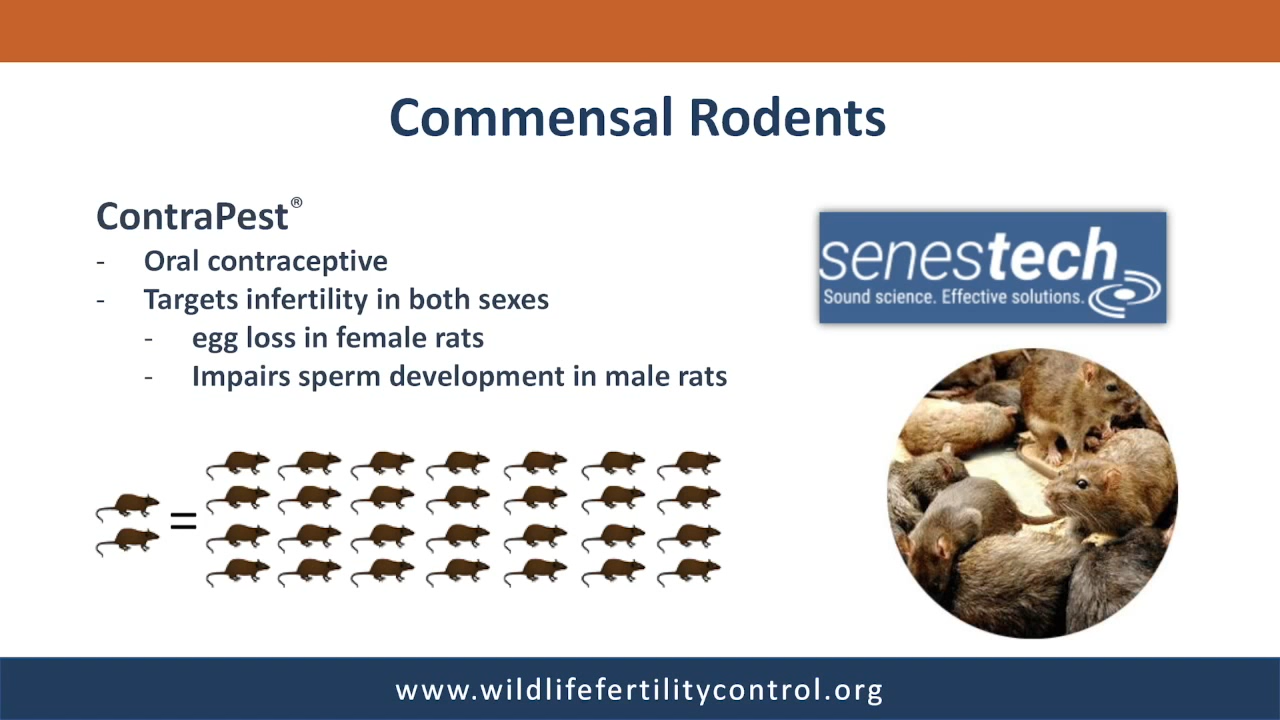 Commensal Rodents
ContraPest®
- Oral contraceptive
- Targets infertility in both sexes
- egg loss in female rats
- Impairs sperm development in male rats
senestech
Sound science. Effective solutions.
=
www.wildlifefertilitycontrol.org